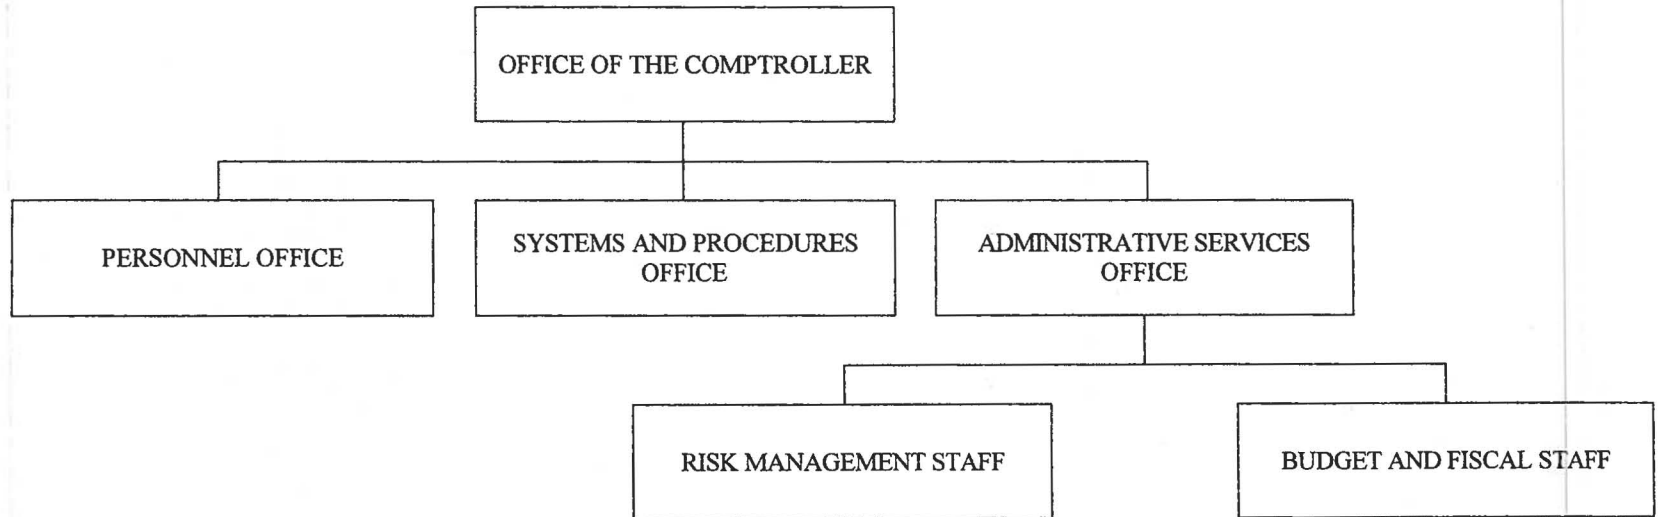 OFFICE OF THE COMPTROLLER
PERSONNEL OFFICE
SYSTEMS AND PROCEDURES
OFFICE
ADMINISTRATIVE SERVICES
OFFICE
RISK MANAGEMENT STAFF
BUDGET AND FISCAL STAFF